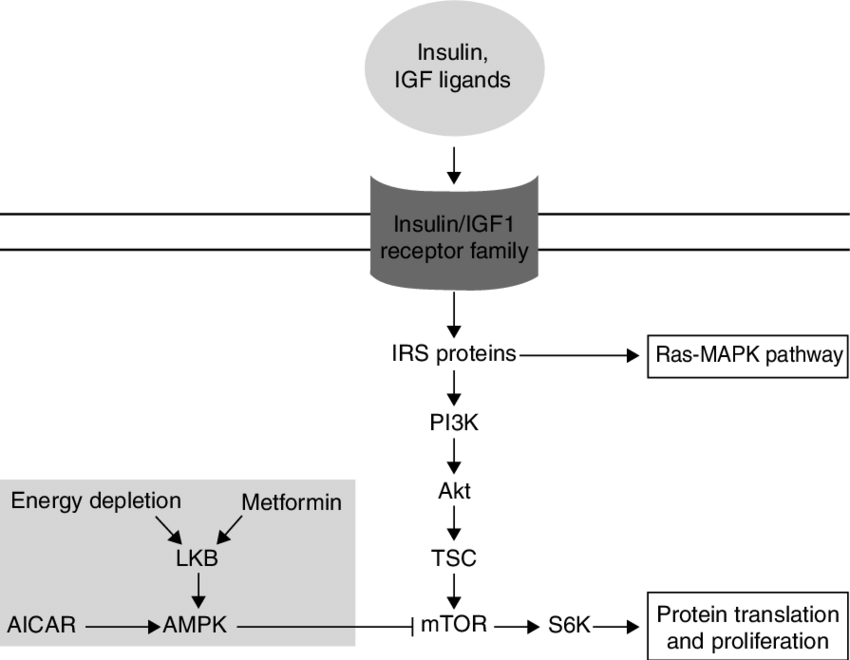 Insulin,
IGF ligands
Insulin/IGF1
receptor family
IRS proteins
Ras-MAPK pathway
PI3K
Akt
Energy depletion
Metformin
LKB
TSC
AICAR
AMPK
mTOR
S6K
Protein translation
and proliferation